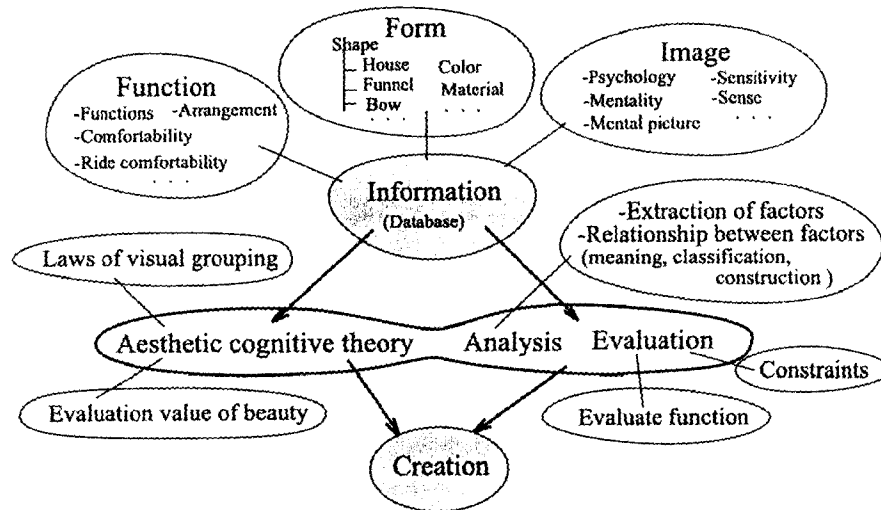 Form
Shape
House
Funnel
Bow
. . .
Color
Material
. . .
Function
-Functions -Arrangement
-Comfortability
-Ride comfortability
. . .
Image
-Psychology -Sensitivity
-Mentality -Sense
-Mental picture . . .
Information
(Database)
-Extraction of factors
-Relationship between factors
(meaning, classification,
construction )
Laws of visual grouping
Aesthetic cognitive theory Analysis Evaluation
Constraints
Evaluation value of beauty
Evaluate function
Creation